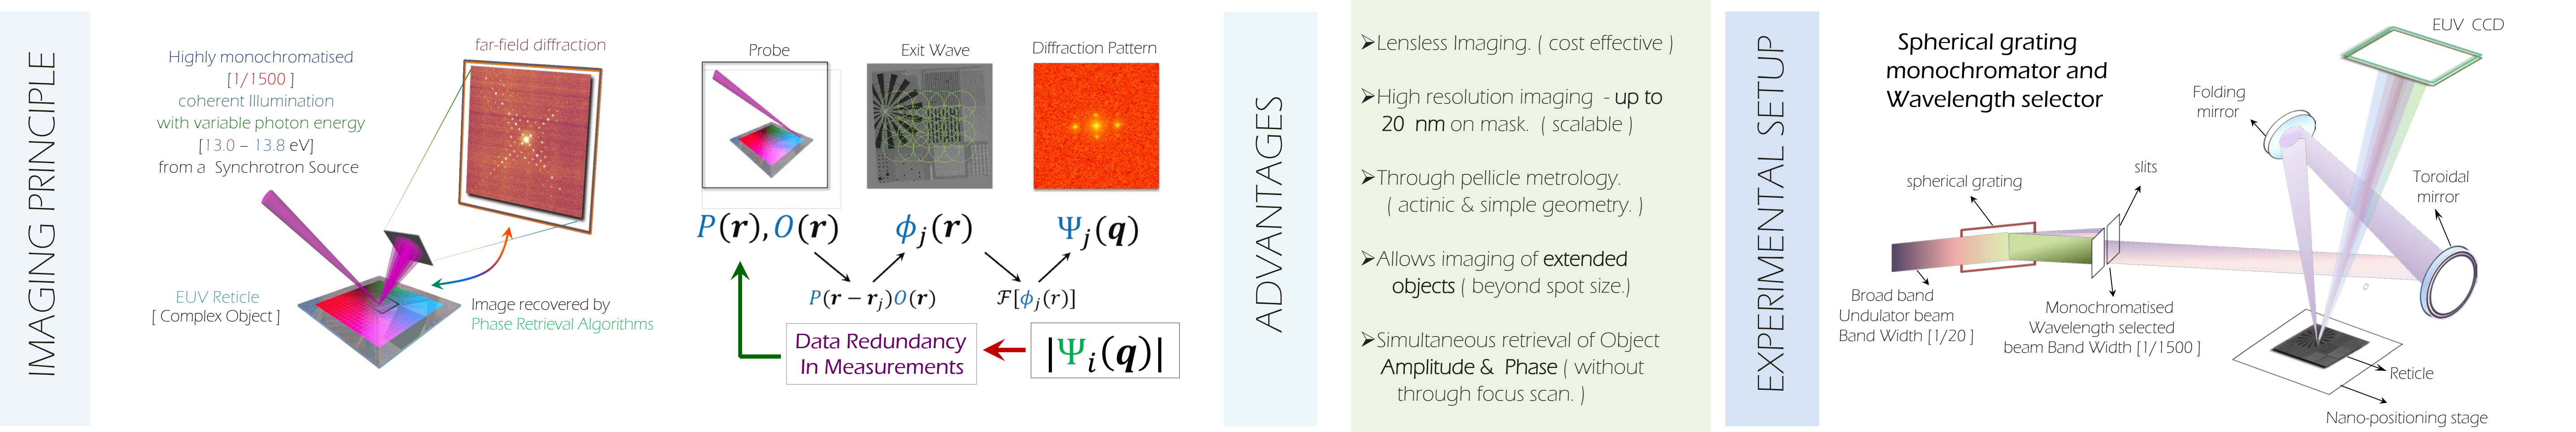 IMAGING PRINCIPLE
Highly monochromatised
[1/1500 ]
coherent Illumination
with variable photon energy
[13.0 – 13.8 eV]
from a Synchrotron Source
far-field diffraction
EUV Reticle
[ Complex Object ]
Image recovered by
Phase Retrieval Algorithms
Probe
Exit Wave
Diffraction Pattern
P(r), O(r)
ϕj(r)
Ψj(q)
P(r − rj)O(r)
ℱ[ϕj(r)]
Data Redundancy
In Measurements
|Ψi(q)|
ADVANTAGES
➢Lensless Imaging. ( cost effective )
➢High resolution imaging - up to
20 nm on mask. ( scalable )
➢Through pellicle metrology.
( actinic & simple geometry. )
➢Allows imaging of extended
objects ( beyond spot size.)
➢Simultaneous retrieval of Object
Amplitude & Phase ( without
through focus scan. )
EXPERIMENTAL SETUP
Spherical grating
monochromator and
Wavelength selector
EUV CCD
Folding
mirror
slits
Toroidal
mirror
spherical grating
Broad band
Undulator beam
Band Width [1/20 ]
Monochromatised
Wavelength selected
beam Band Width [1/1500 ]
Reticle
Nano-positioning stage